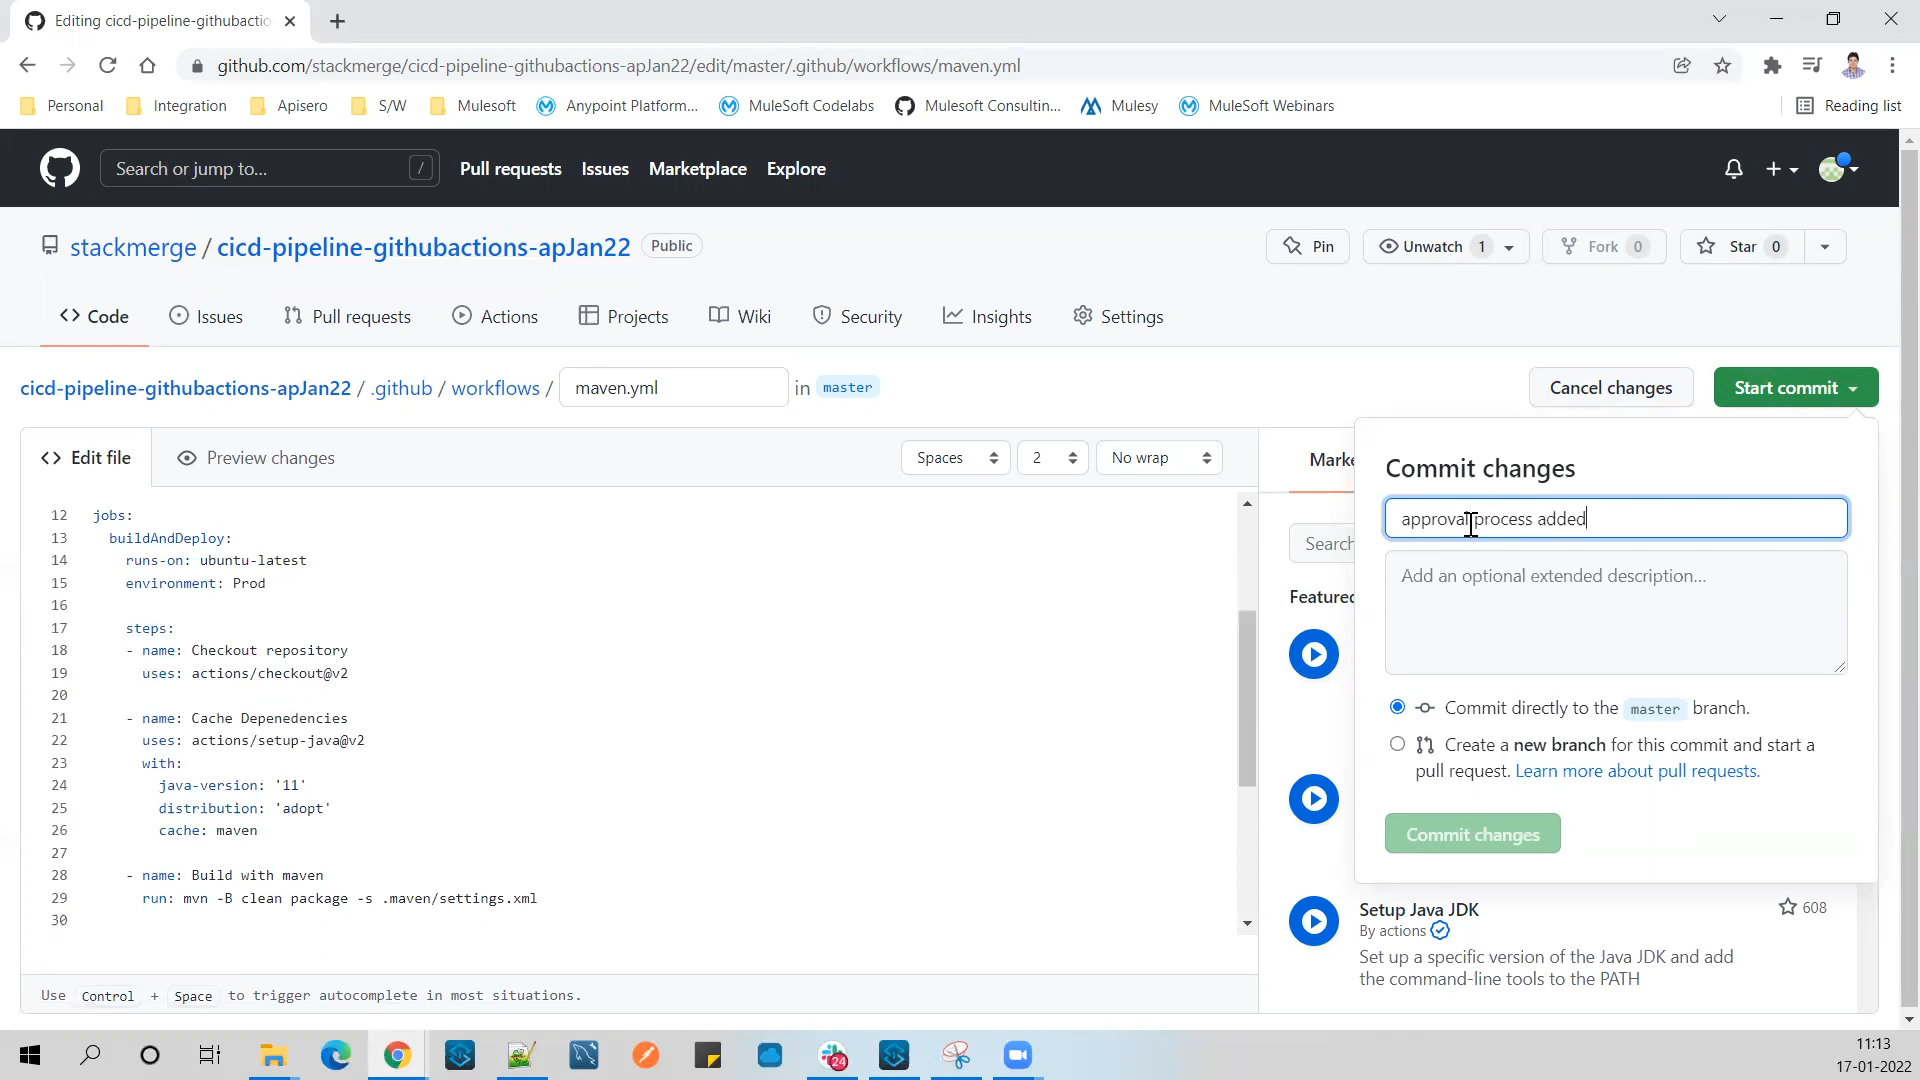 Editing cicd-pipeline-githubactio
github.com/stackmerge/cicd-pipeline-githubactions-apJan22/edit/master/.github/workflows/maven.yml
Personal Integration Apisero S/W Mulesoft Anypoint Platform... MuleSoft Codelabs Mulesoft Consultin... Mulesy MuleSoft Webinars Reading list
Search or jump to... / Pull requests Issues Marketplace Explore
stackmerge / cicd-pipeline-githubactions-apJan22 Public Pin Unwatch 1 Fork 0 Star 0
Code Issues Pull requests Actions Projects Wiki Security Insights Settings
cicd-pipeline-githubactions-apJan22 / .github / workflows / maven.yml in master Cancel changes Start commit
Edit file Preview changes Spaces 2 No wrap
12 jobs:
13 buildAndDeploy:
14 runs-on: ubuntu-latest
15 environment: Prod
16
17 steps:
18 - name: Checkout repository
19 uses: actions/checkout@v2
20
21 - name: Cache Depenedencies
22 uses: actions/setup-java@v2
23 with:
24 java-version: '11'
25 distribution: 'adopt'
26 cache: maven
27
28 - name: Build with maven
29 run: mvn -B clean package -s .maven/settings.xml
30
Use Control + Space to trigger autocomplete in most situations.
Marke
Search
Featured
Commit changes
approval process added
Add an optional extended description...
Commit directly to the master branch.
Create a new branch for this commit and start a
pull request. Learn more about pull requests.
Commit changes
Setup Java JDK 608
By actions
Set up a specific version of the Java JDK and add
the command-line tools to the PATH
24
11:13
17-01-2022